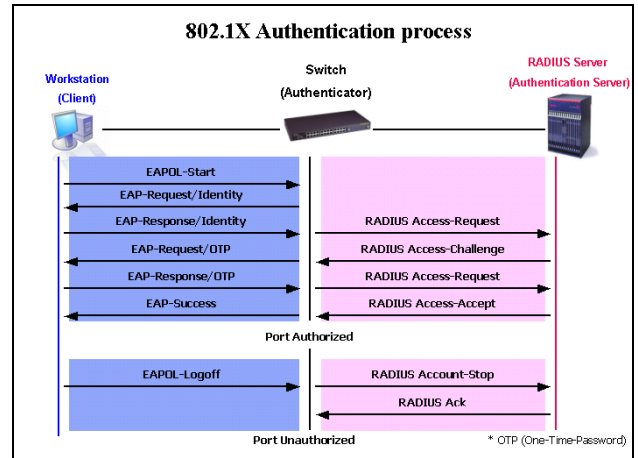 802.1X Authentication process
Workstation
(Client)
Switch
(Authenticator)
RADIUS Server
(Authentication Server)
EAPOL-Start
EAP-Request/Identity
EAP-Response/Identity
RADIUS Access-Request
EAP-Request/OTP
RADIUS Access-Challenge
EAP-Response/OTP
RADIUS Access-Request
EAP-Success
RADIUS Access-Accept
Port Authorized
EAPOL-Logoff
RADIUS Account-Stop
RADIUS Ack
Port Unauthorized
* OTP (One-Time-Password)